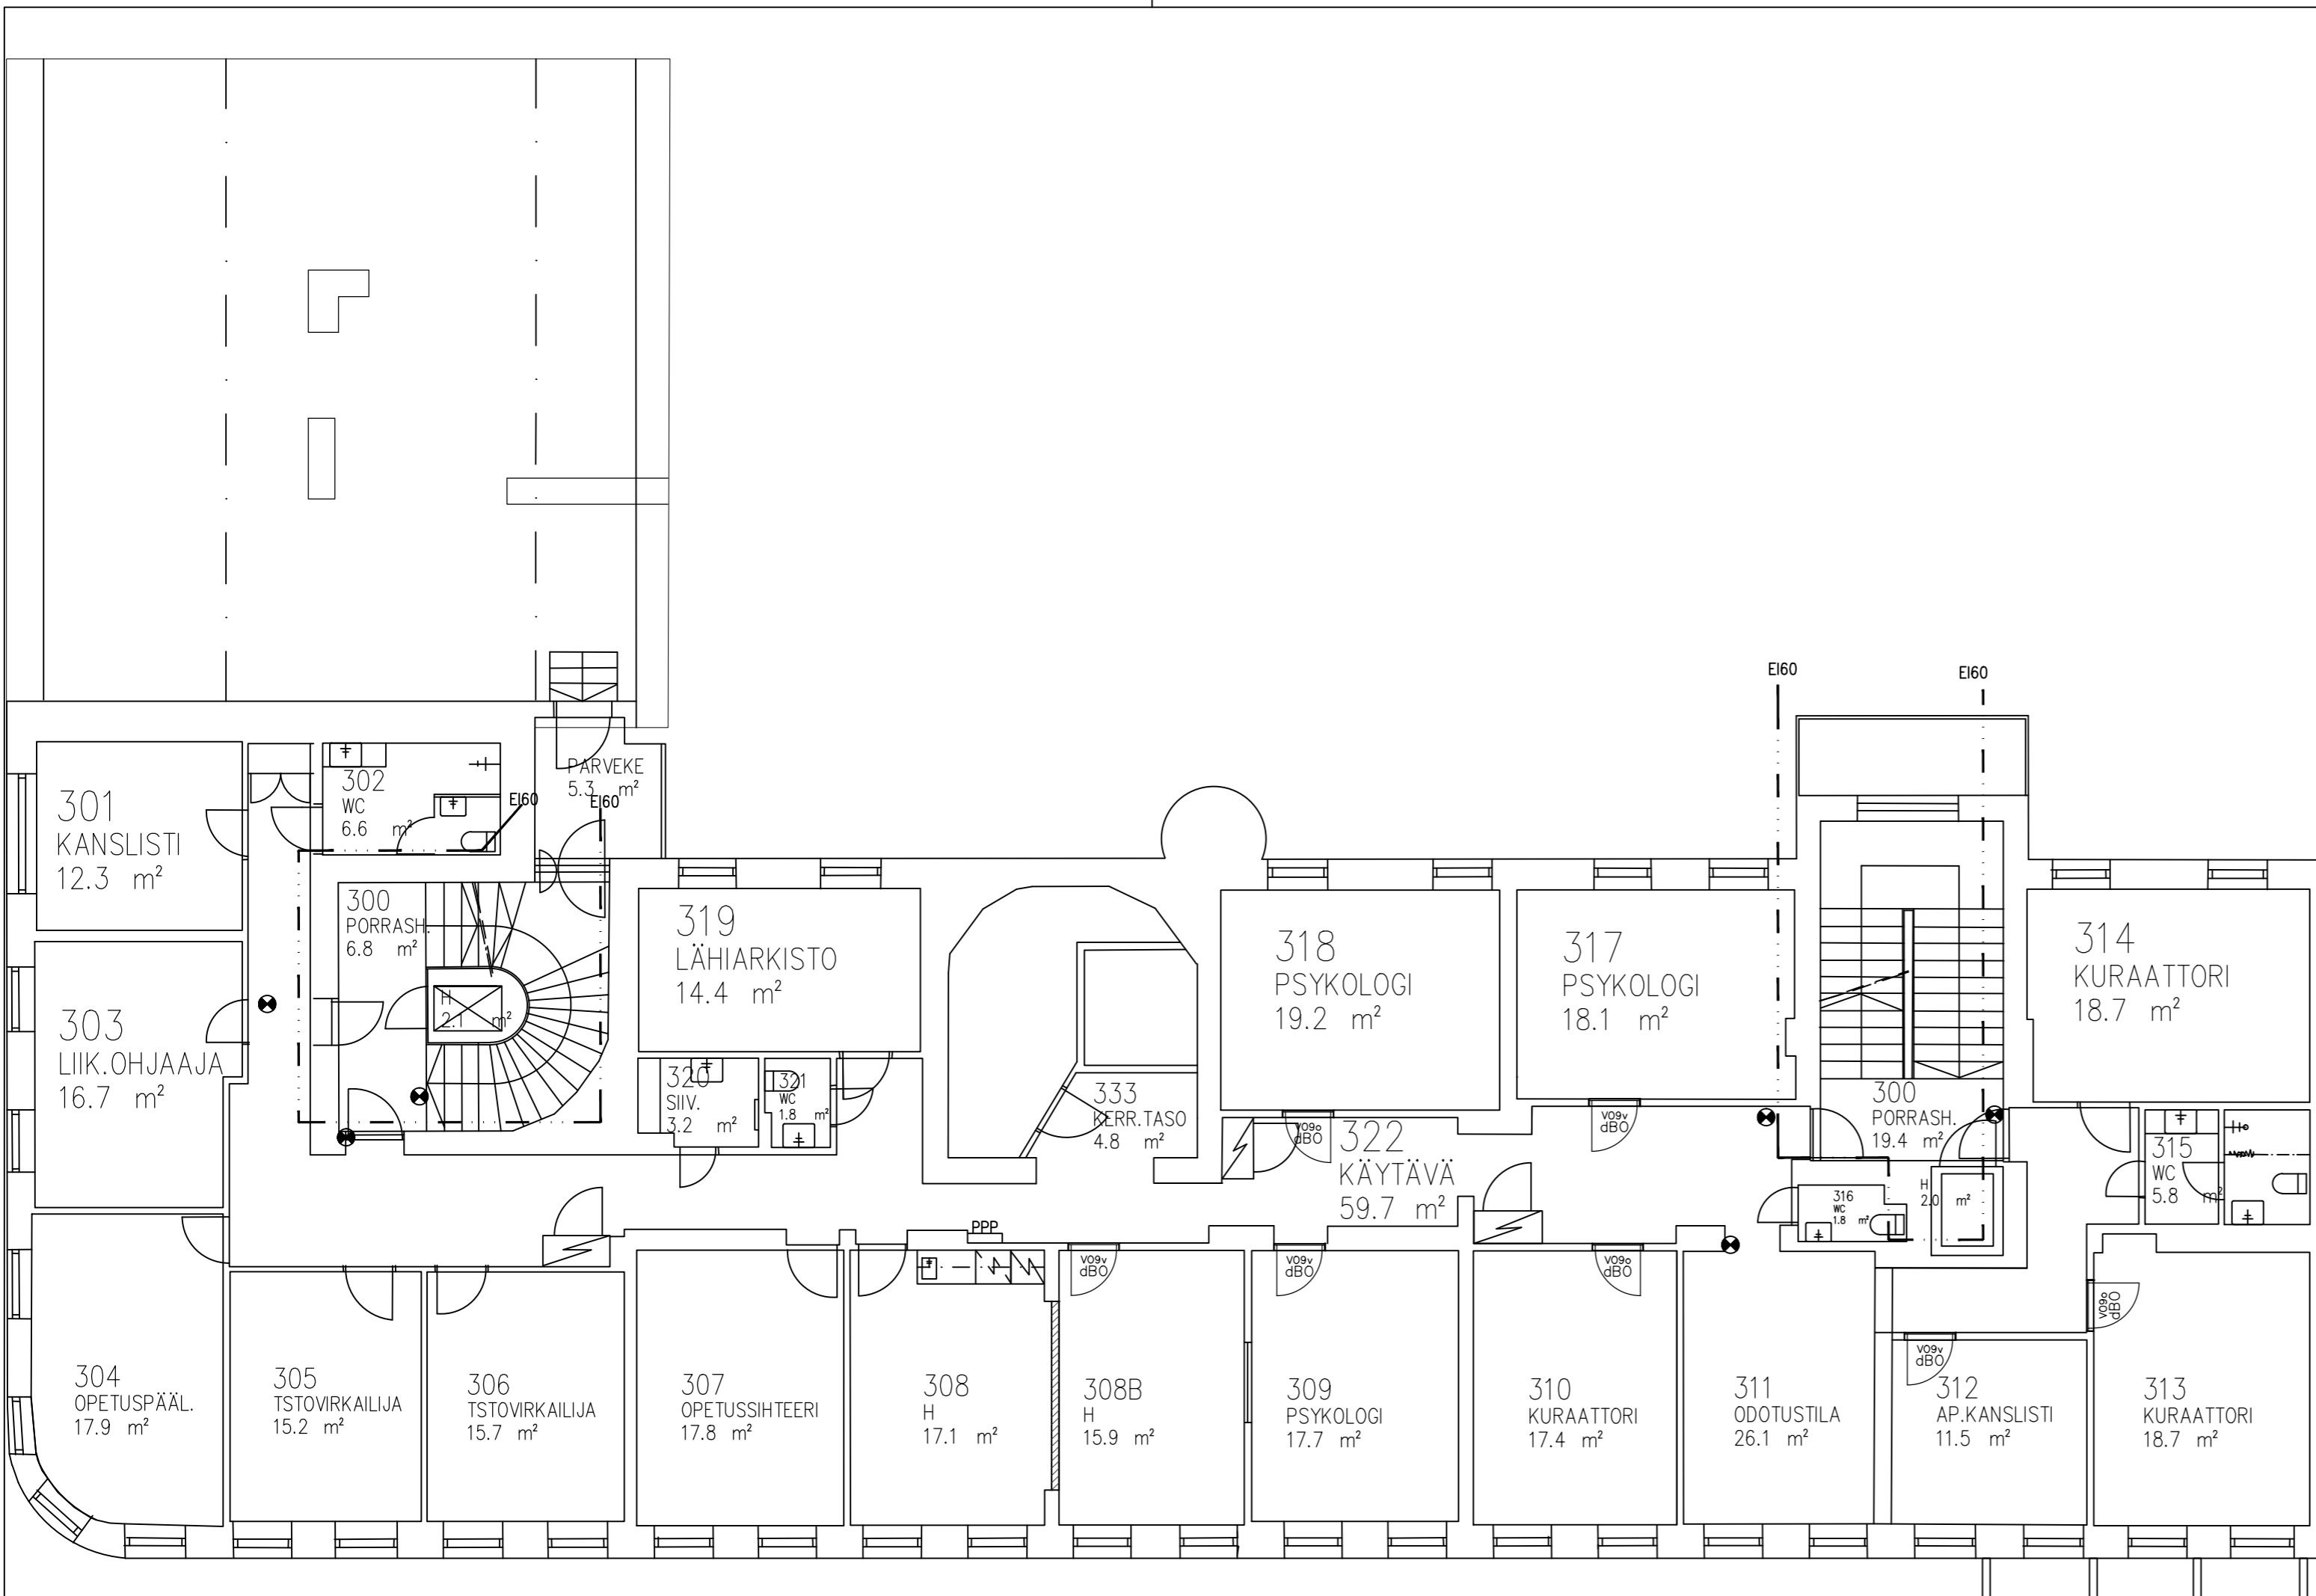 EI60
EI60
PARVEKE
5.3 m²
EI60
EI60
301
KANSLISTI
12.3 m²
302
WC
6.6 m²
300
PORRASH.
6.8 m²
H
2.1 m²
303
LIIK.OHJAAJA
16.7 m²
319
LÄHIARKISTO
14.4 m²
318
PSYKOLOGI
19.2 m²
317
PSYKOLOGI
18.1 m²
314
KURAATTORI
18.7 m²
320
SIIV.
3.2 m²
321
WC
1.8 m²
333
KERR.TASO
4.8 m²
V09o
dBO
322
KÄYTÄVÄ
59.7 m²
V09v
dBO
300
PORRASH.
19.4 m²
H
2.0 m²
316
WC
1.8 m²
315
WC
5.8 m²
PPP
V09v
dBO
V09v
dBO
V09o
dBO
V09o
dBO
V09v
dBO
304
OPETUSPÄÄL.
17.9 m²
305
TSTOVIRKAILIJA
15.2 m²
306
TSTOVIRKAILIJA
15.7 m²
307
OPETUSSIHTEERI
17.8 m²
308
H
17.1 m²
308B
H
15.9 m²
309
PSYKOLOGI
17.7 m²
310
KURAATTORI
17.4 m²
311
ODOTUSTILA
26.1 m²
312
AP.KANSLISTI
11.5 m²
313
KURAATTORI
18.7 m²